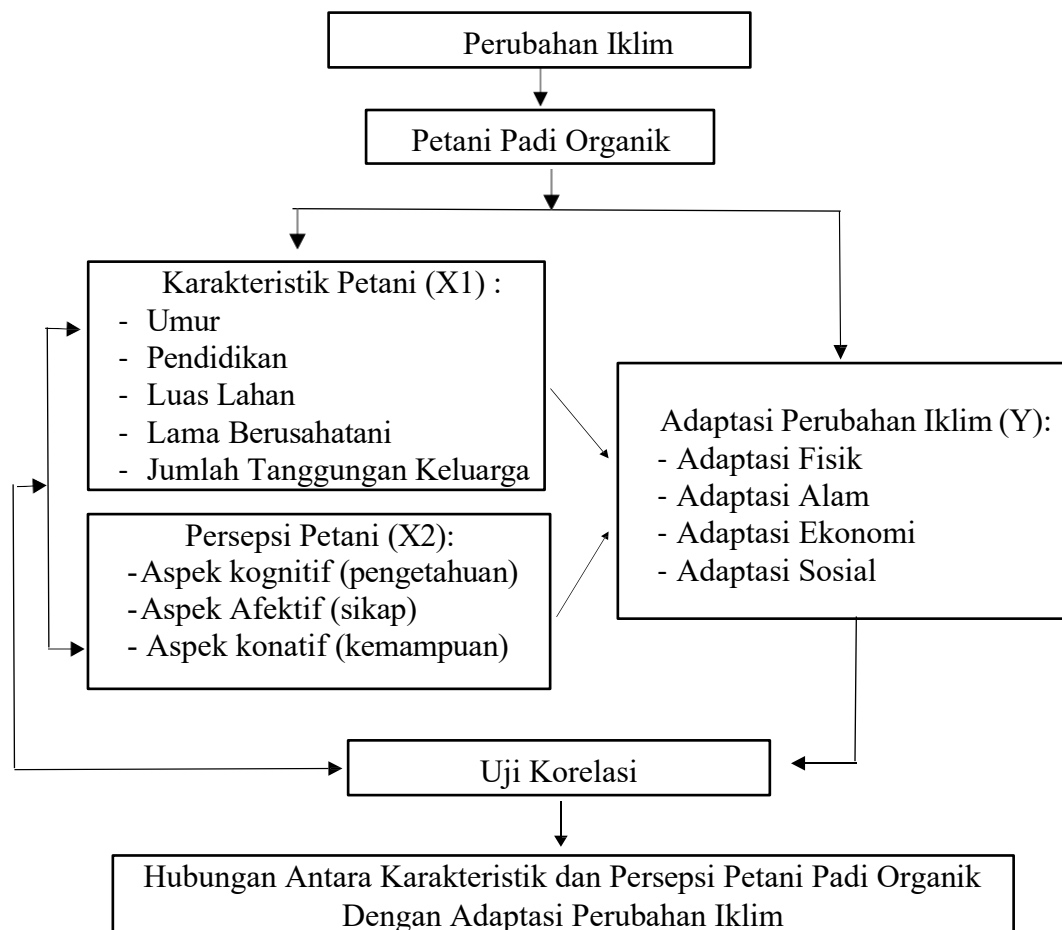 Perubahan Iklim
Petani Padi Organik
Karakteristik Petani (X1) :
- Umur
- Pendidikan
- Luas Lahan
- Lama Berusahatani
- Jumlah Tanggungan Keluarga
Persepsi Petani (X2):
-Aspek kognitif (pengetahuan)
-Aspek Afektif (sikap)
- Aspek konatif (kemampuan)
Adaptasi Perubahan Iklim (Y):
- Adaptasi Fisik
- Adaptasi Alam
- Adaptasi Ekonomi
- Adaptasi Sosial
Uji Korelasi
Hubungan Antara Karakteristik dan Persepsi Petani Padi Organik
Dengan Adaptasi Perubahan Iklim